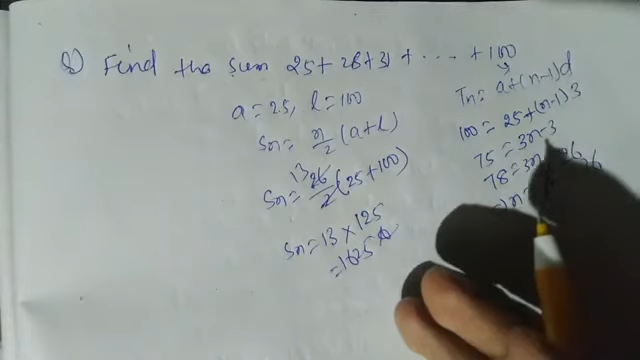 Q) Find the sum 25+28+31+ ... +100
a=25, l=100
Sn= n/2 (a+l)
13
Sn= 26/2 (25+100)
Sn=13×125
=1625
Tn= a+(n-1)d
100=25+(n-1)3
75=3n-3
78=3n